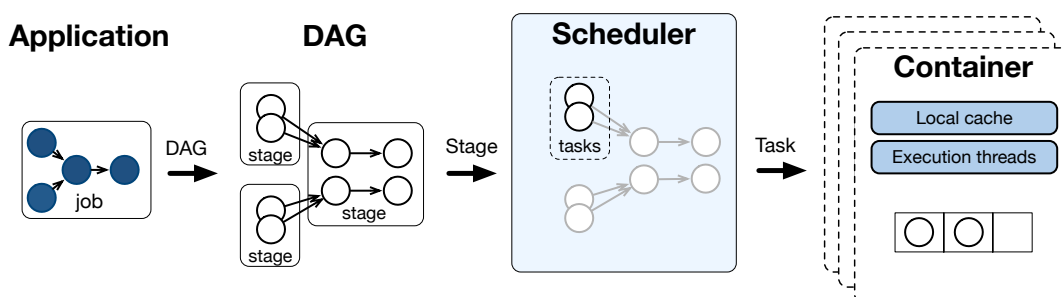 Application
DAG
Scheduler
Container
job
DAG
stage
stage
stage
Stage
tasks
Task
Local cache
Execution threads